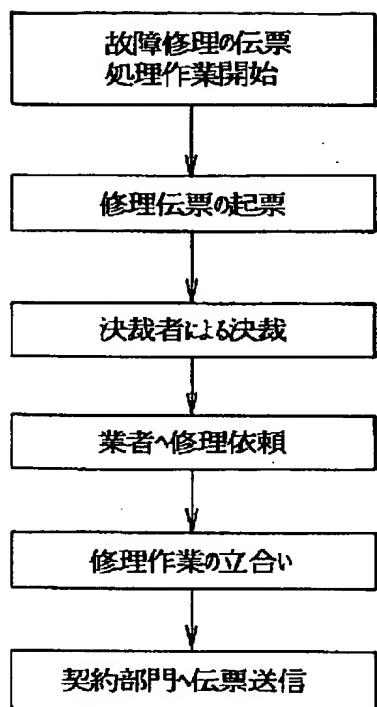 故障修理の伝票
処理作業開始
修理伝票の起票
決裁者による決裁
業者へ修理依頼
修理作業の立合い
契約部門へ伝票送信